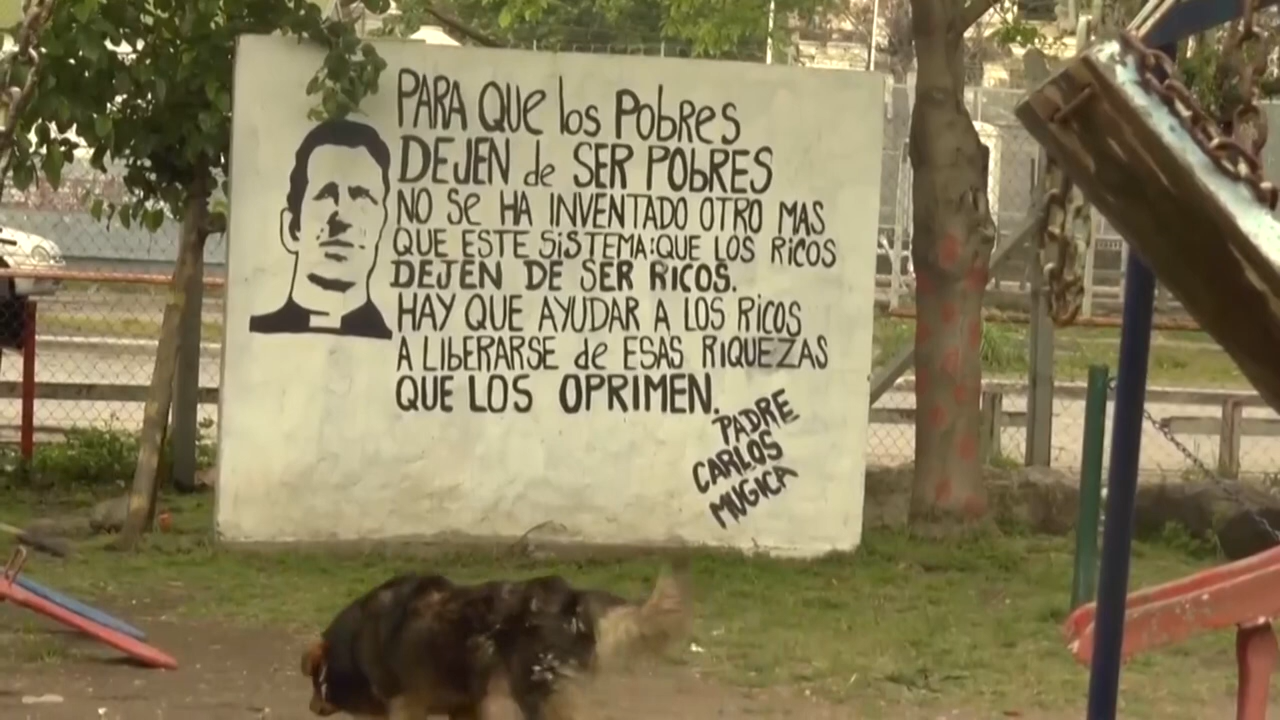 PARA QUE los PobRES
DEJEN de SER POBRES
NO Se HA INVENTADO OTRO MAS
QUE ESTE SiSTEMA: QUE LOS RiCOS
DEJEN DE SER RICOS.
HAY QUE AYUDAR A LOS RiCOS
A LibERARSE de ESAS RIQUEZAS
QUE LOS OPRIMEN.
PADRE
CARLOS
MUGICA